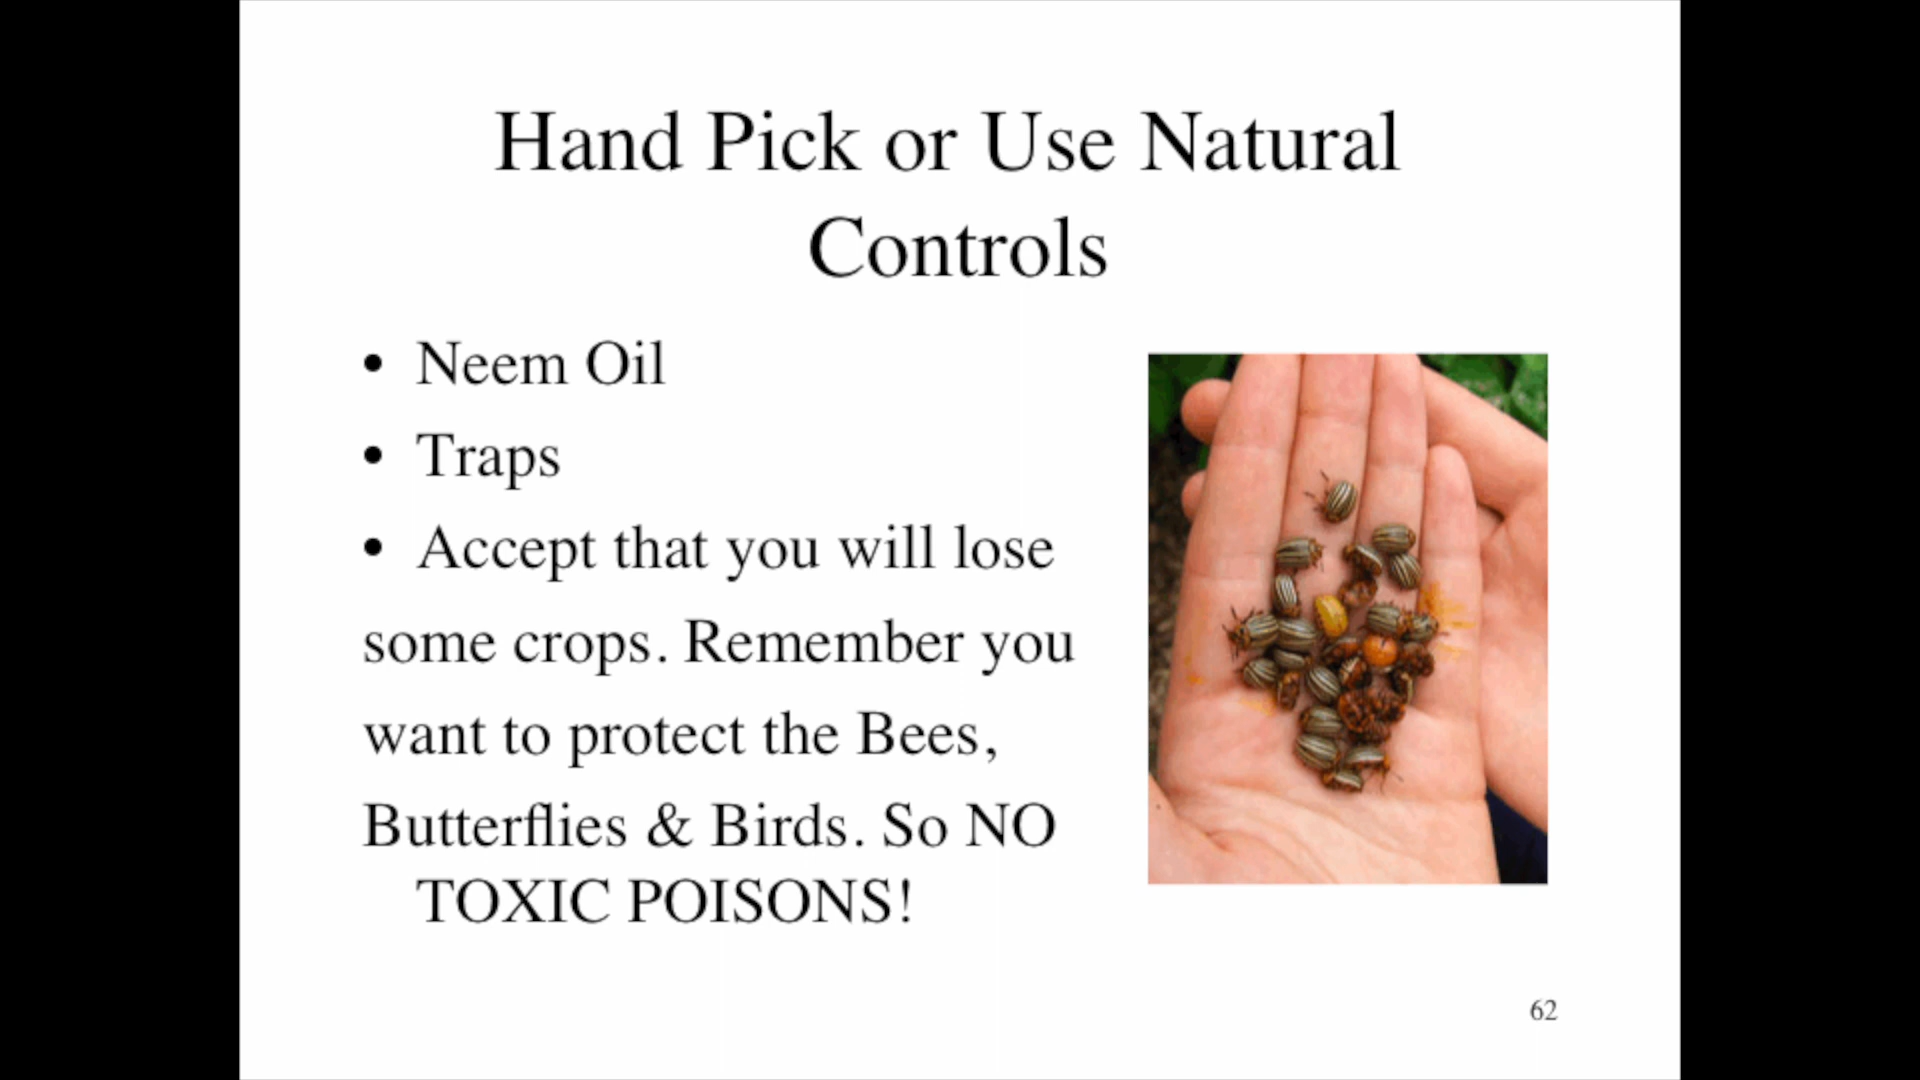 Hand Pick or Use Natural
Controls
• Neem Oil
• Traps
• Accept that you will lose
some crops. Remember you
want to protect the Bees,
Butterflies & Birds. So NO
TOXIC POISONS!
62